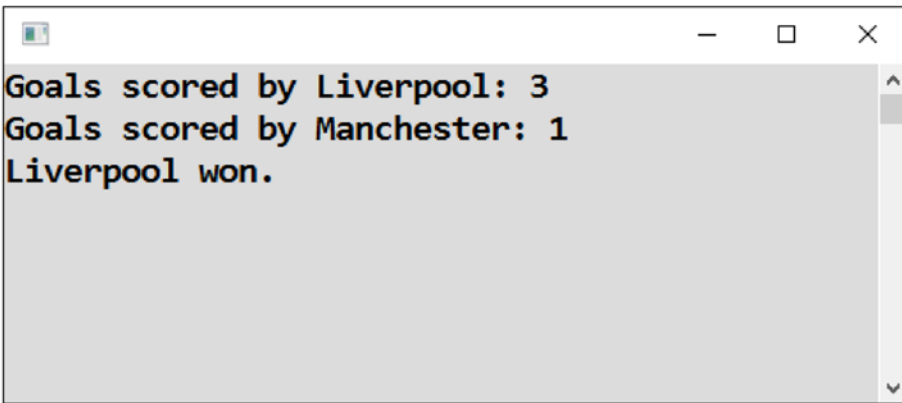 Goals scored by Liverpool: 3
Goals scored by Manchester: 1
Liverpool won.